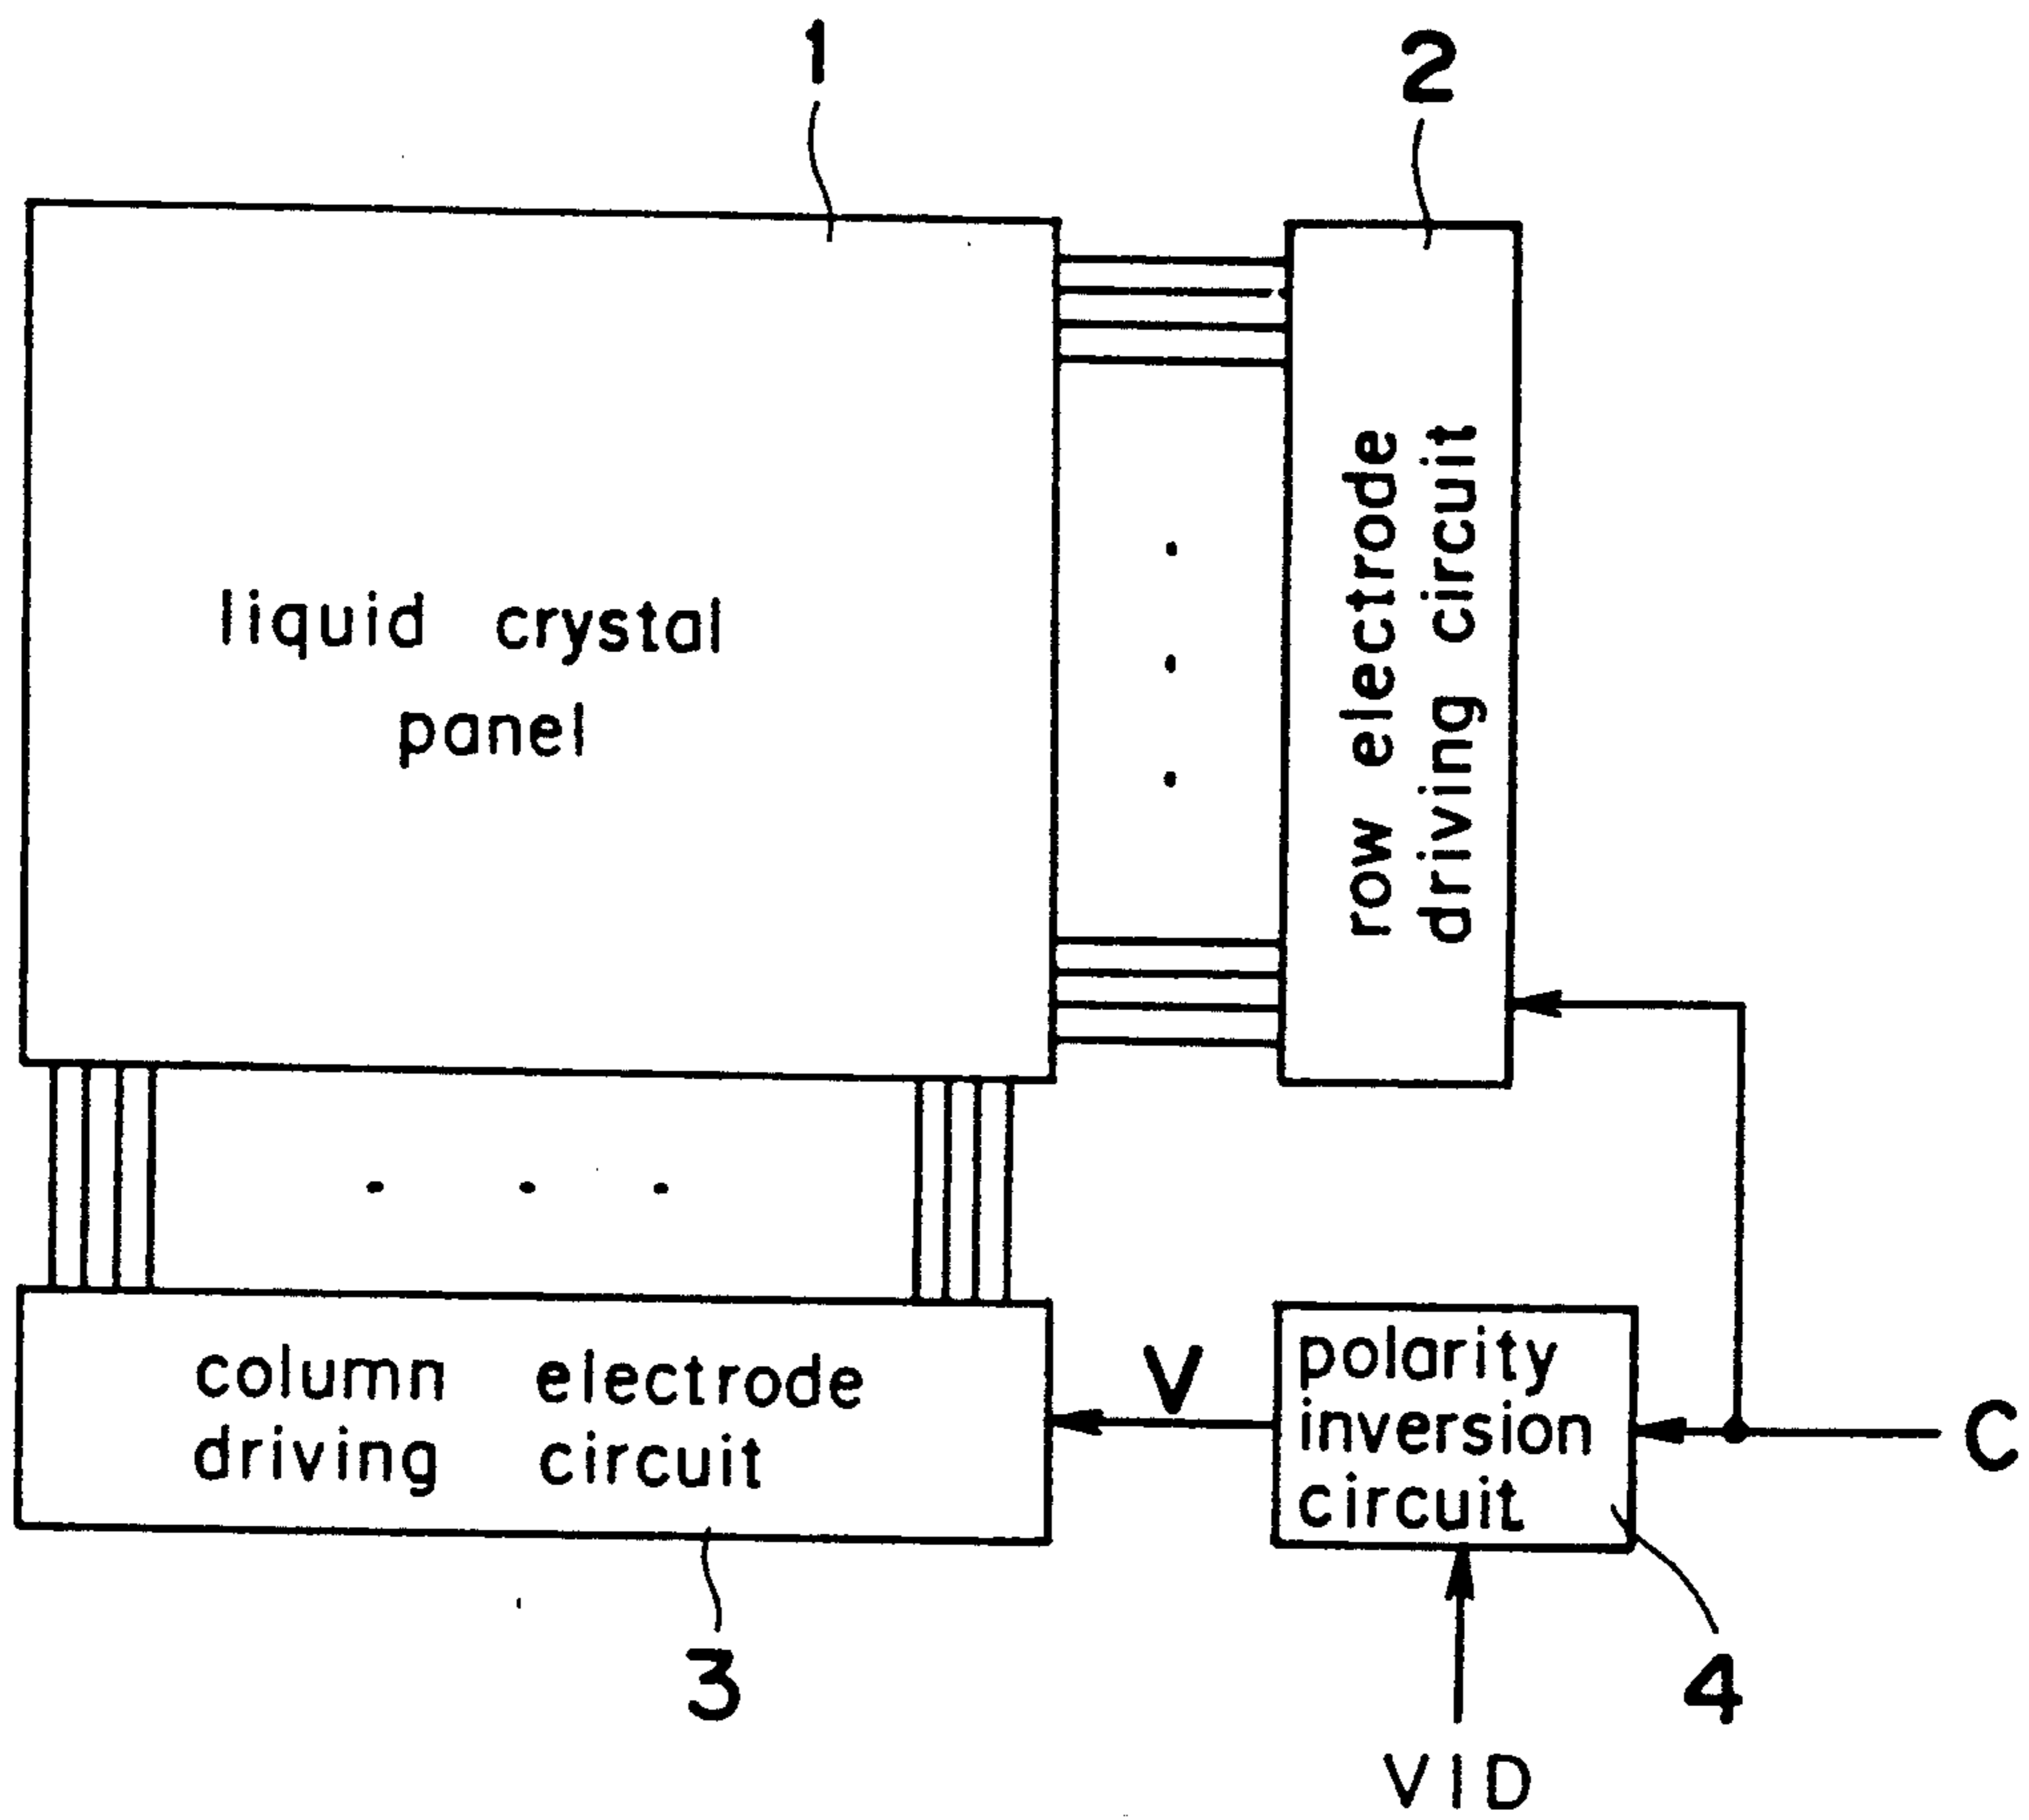 1
2
liquid crystal
panel
row electrode
driving circuit
column electrode
driving circuit
V
polarity
inversion
circuit
C
3
4
VID